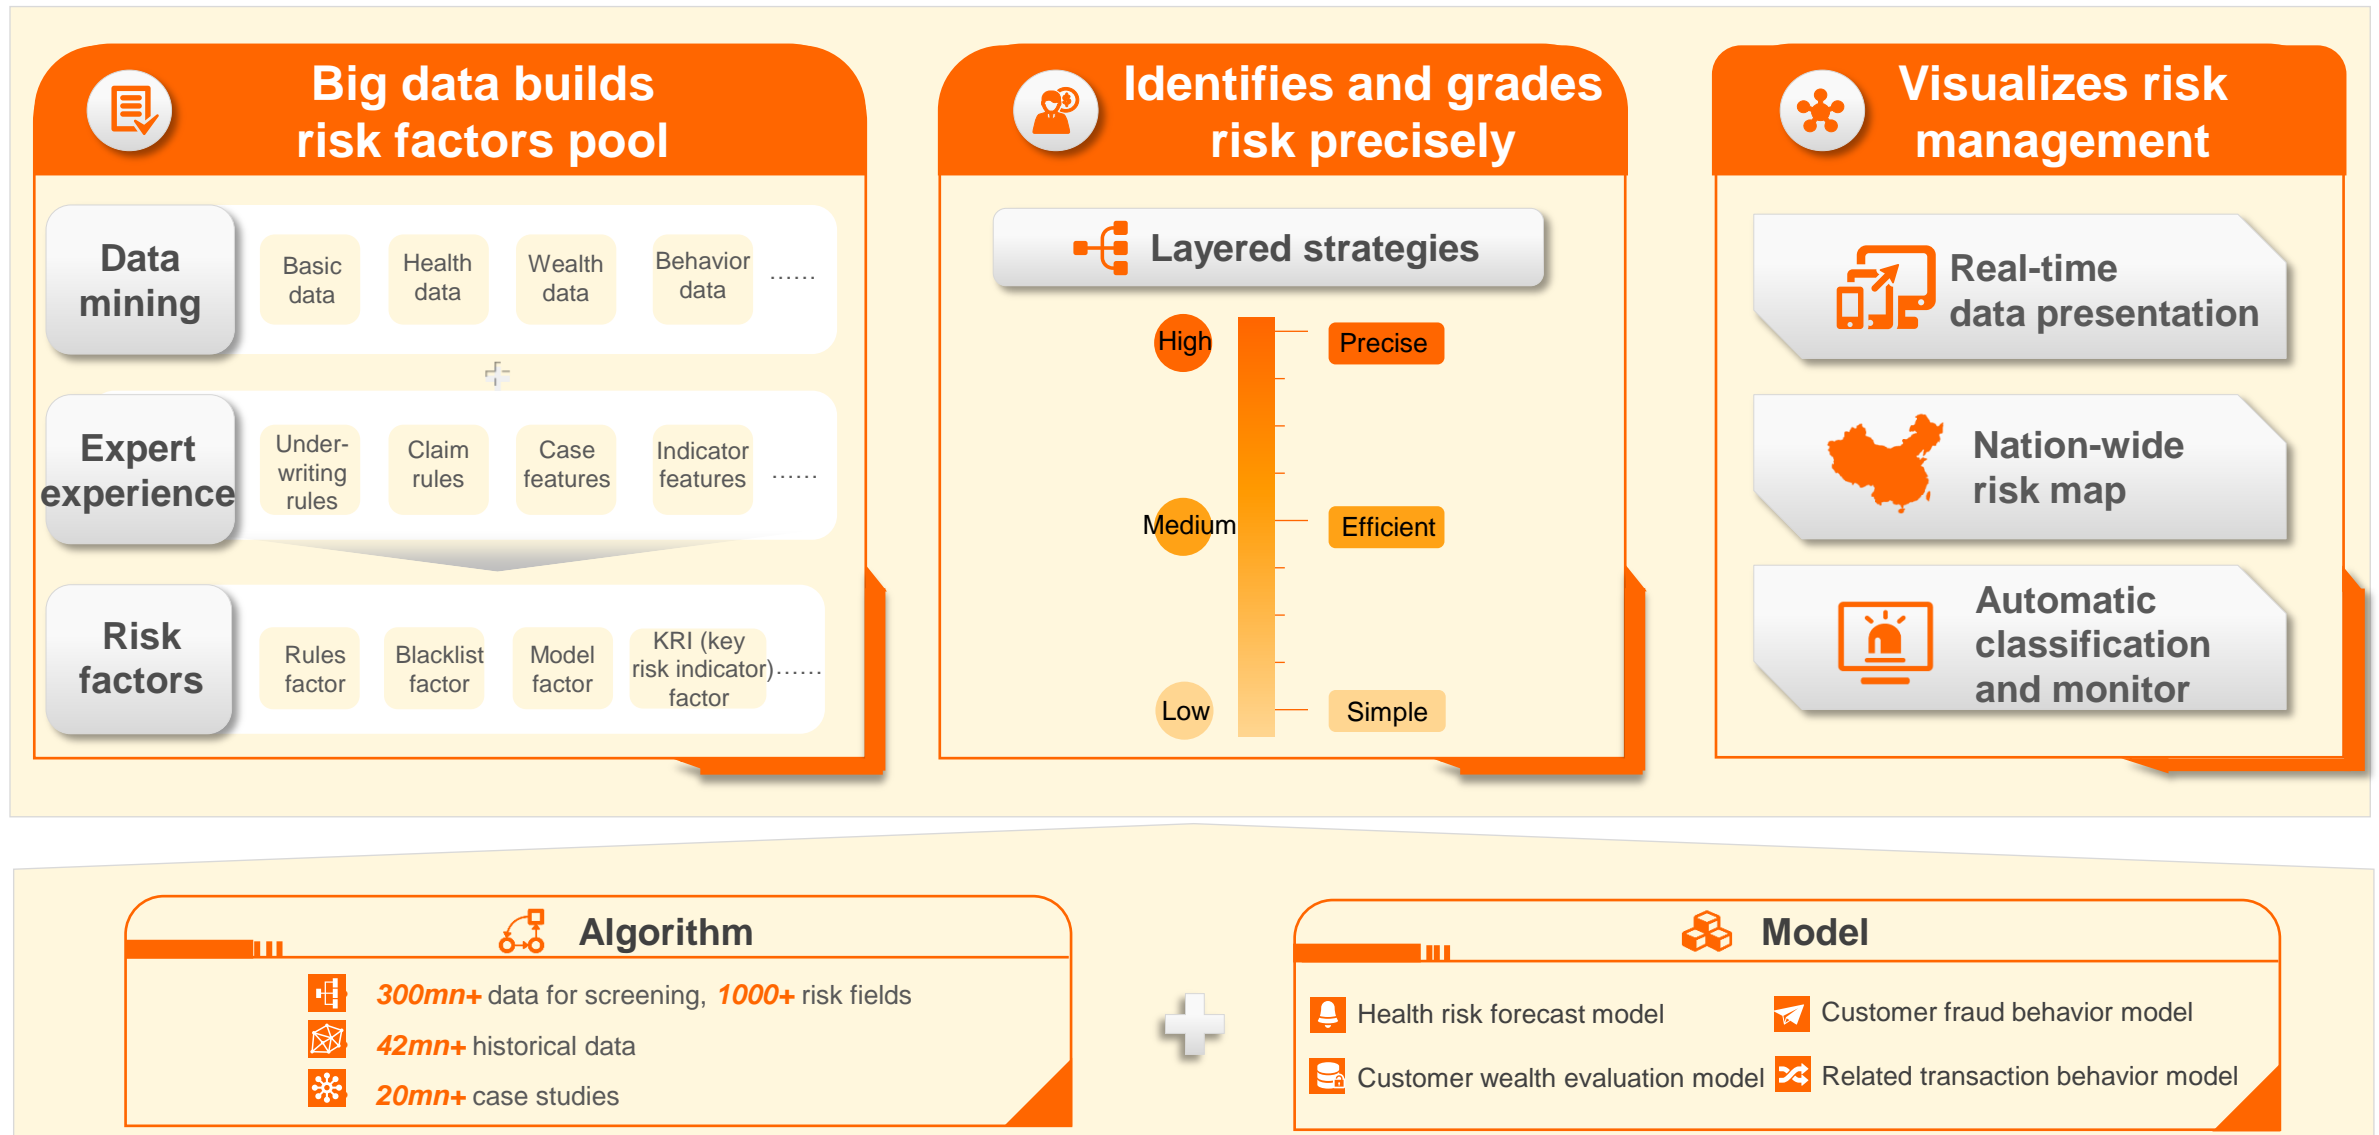 Big data builds
risk factors pool
Data
mining
Basic
data
Health
data
Wealth
data
Behavior
data
......
Expert
experience
Under-
writing
rules
Claim
rules
Case
features
Indicator
features
......
Risk
factors
Rules
factor
Blacklist
factor
Model
factor
KRI (key
risk indicator)
factor
......
Identifies and grades
risk precisely
Layered strategies
High
Precise
Medium
Efficient
Low
Simple
Visualizes risk
management
Real-time
data presentation
Nation-wide
risk map
Automatic
classification
and monitor
Algorithm
300mn+ data for screening, 1000+ risk fields
42mn+ historical data
20mn+ case studies
Model
Health risk forecast model
Customer fraud behavior model
Customer wealth evaluation model
Related transaction behavior model